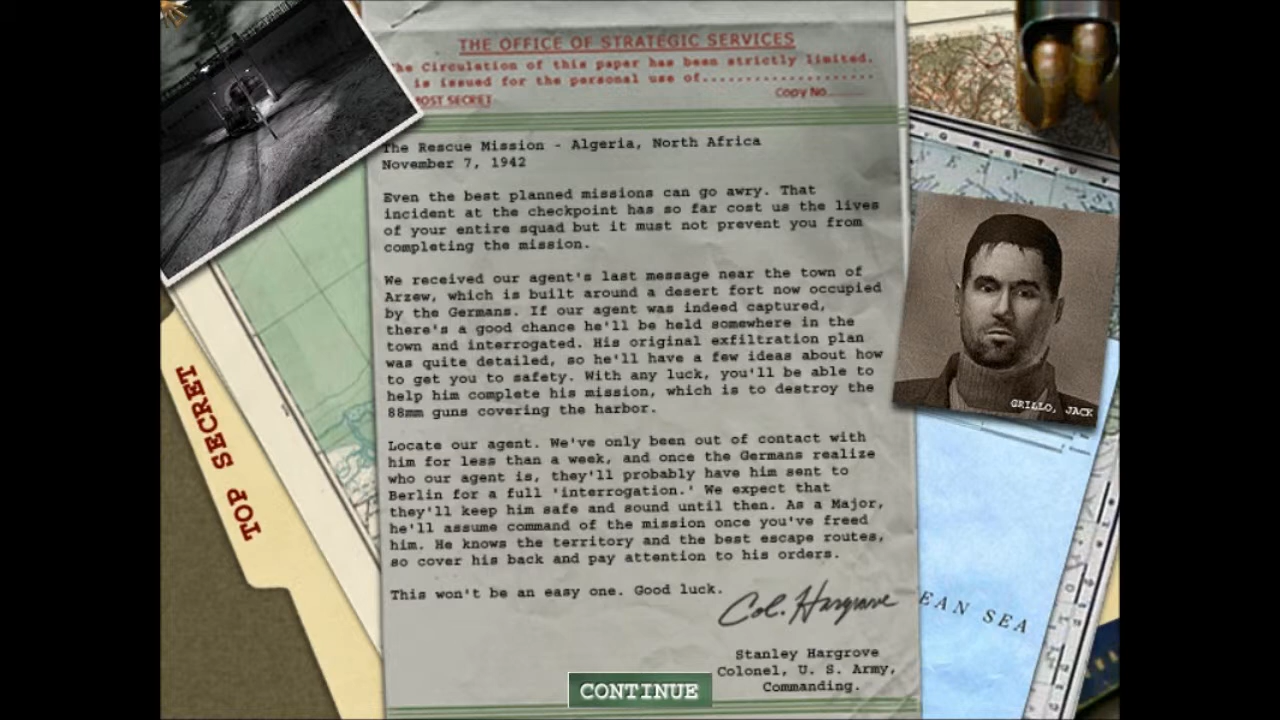 THE OFFICE OF STRATEGIC SERVICES
he Circulation of this paper has been strictly limited.
is issued for the personal use of
OST SECRET
Copy No
The Rescue Mission - Algeria, North Africa
November 7, 1942
Even the best planned missions can go awry. That
incident at the checkpoint has so far cost us the lives
of your entire squad but it must not prevent you from
completing the mission.
We received our agent's last message near the town of
Arzew, which is built around a desert fort now occupied
by the Germans. If our agent was indeed captured,
there's a good chance he'll be held somewhere in the
town and interrogated. His original exfiltration plan
was quite detailed, so he'll have a few ideas about how
to get you to safety. With any luck, you'll be able to
help him complete his mission, which is to destroy the
88mm guns covering the harbor.
Locate our agent. We've only been out of contact with
him for less than a week, and once the Germans realize
who our agent is, they'll probably have him sent to
Berlin for a full 'interrogation.' We expect that
they'll keep him safe and sound until then. As a Major,
he'll assume command of the mission once you've freed
him. He knows the territory and the best escape routes,
so cover his back and pay attention to his orders.
This won't be an easy one. Good luck.
Col. Hargrove
Stanley Hargrove
Colonel, U. S. Army,
Commanding.
CONTINUE
TOP SECRET
GRILLO, JACK
EAN SEA